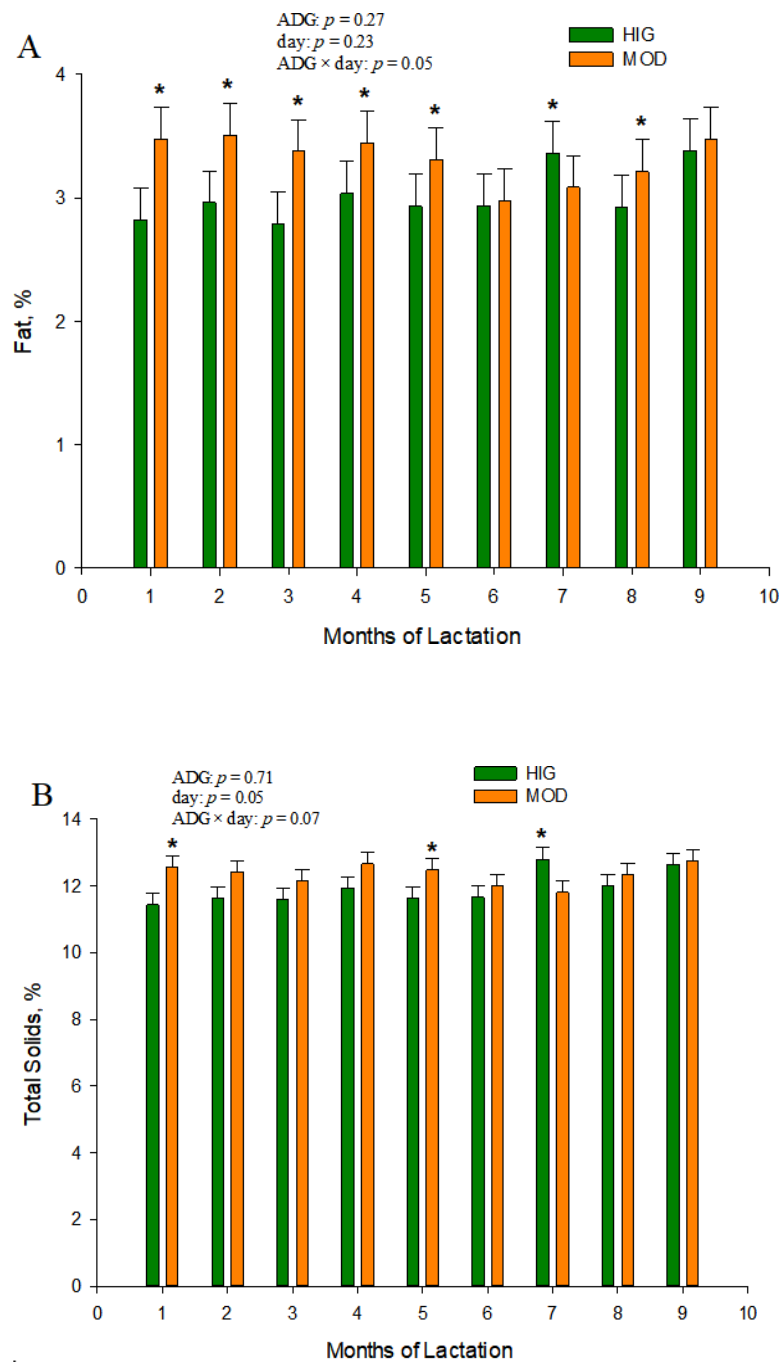 A
ADG: p = 0.27
day: p = 0.23
ADG × day: p = 0.05
HIG
MOD
4
3
2
1
0
Fat, %
* * * * * * *
0 1 2 3 4 5 6 7 8 9 10
Months of Lactation
B
ADG: p = 0.71
day: p = 0.05
ADG × day: p = 0.07
HIG
MOD
14
12
10
8
6
4
2
0
Total Solids, %
* * *
0 1 2 3 4 5 6 7 8 9 10
Months of Lactation